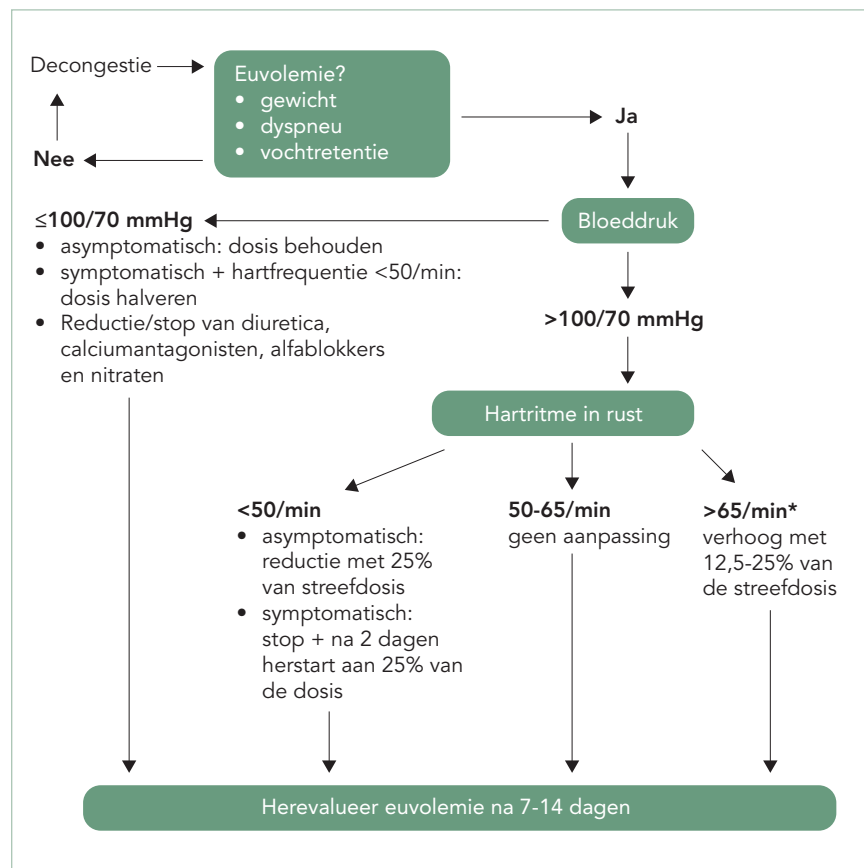 Decongestie
Euvolemie?
• gewicht
• dyspneu
• vochtretentie
Ja
Nee
Bloeddruk
≤100/70 mmHg
• asymptomatisch: dosis behouden
• symptomatisch + hartfrequentie <50/min:
dosis halveren
• Reductie/stop van diuretica,
calciumantagonisten, alfablokkers
en nitraten
>100/70 mmHg
Hartritme in rust
<50/min
• asymptomatisch:
reductie met 25%
van streefdosis
• symptomatisch:
stop + na 2 dagen
herstart aan 25% van
de dosis
50-65/min
geen aanpassing
>65/min*
verhoog met
12,5-25% van
de streefdosis
Herevalueer euvolemie na 7-14 dagen